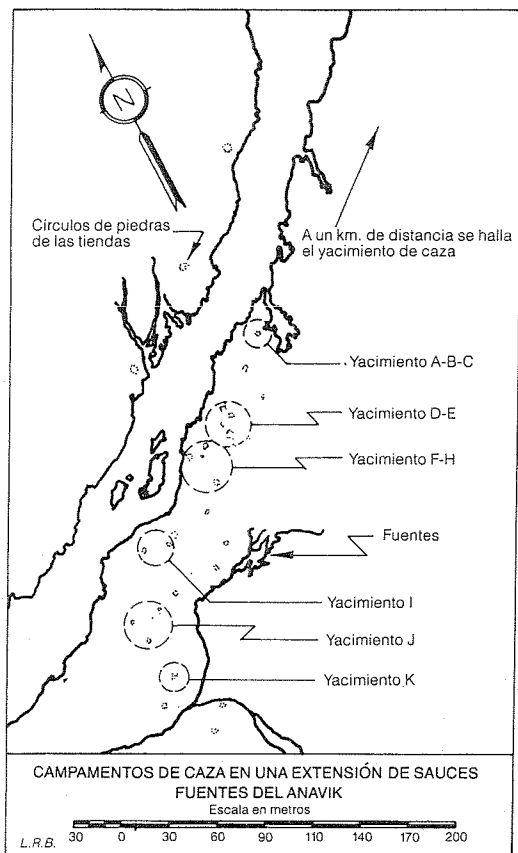 N
Círculos de piedras
de las tiendas
A un km. de distancia se halla
el yacimiento de caza
Yacimiento A-B-C
Yacimiento D-E
Yacimiento F-H
Fuentes
Yacimiento I
Yacimiento J
Yacimiento K
CAMPAMENTOS DE CAZA EN UNA EXTENSIÓN DE SAUCES
FUENTES DEL ANAVIK
Escala en metros
30 0 30 60 90 110 140 170 200
L.R.B.